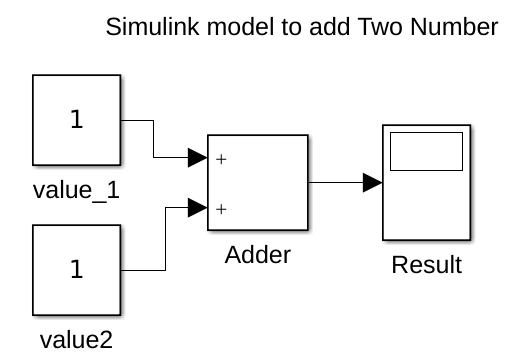 Simulink model to add Two Number
1
value_1
+
+
Adder
Result
1
value2